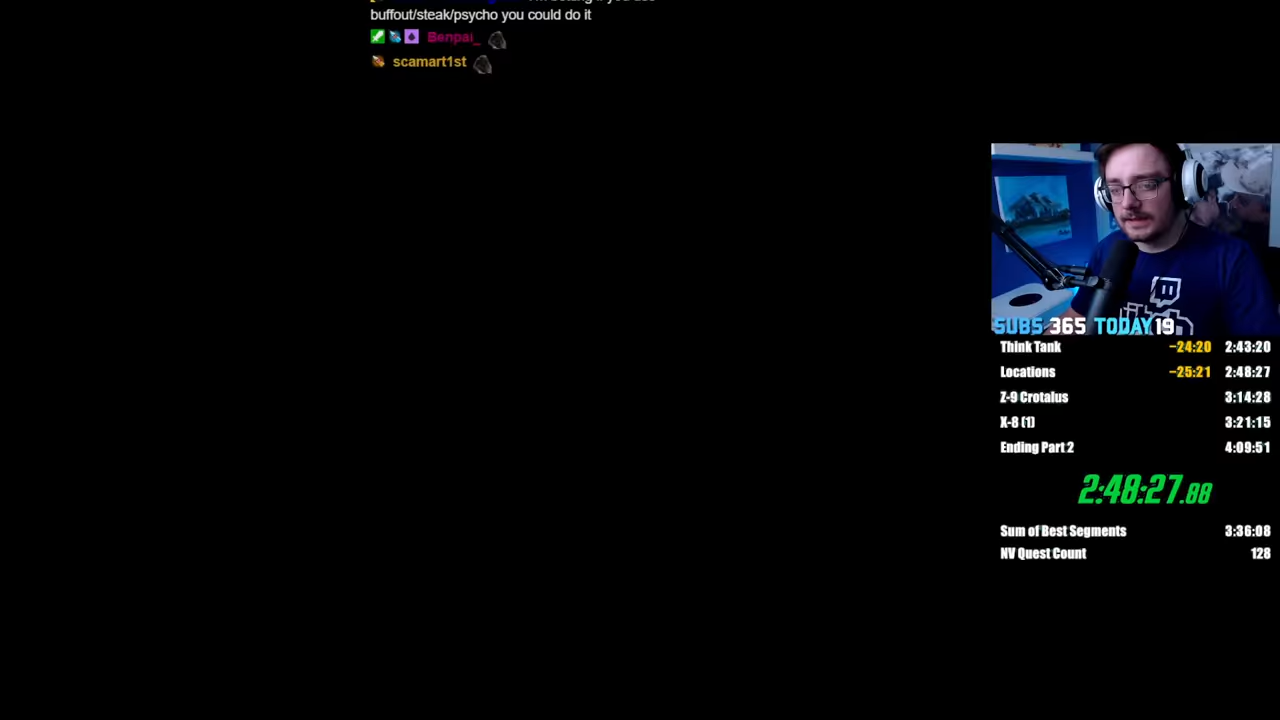 buffout/steak/psycho you could do it
Benpai_
scamart1st
SUBS 365 TODAY 19
Think Tank -24:20 2:43:20
Locations -25:21 2:48:27
Z-9 Crotalus 3:14:28
X-8 (1) 3:21:15
Ending Part 2 4:09:51
2:48:27.88
Sum of Best Segments 3:36:08
NV Quest Count 128